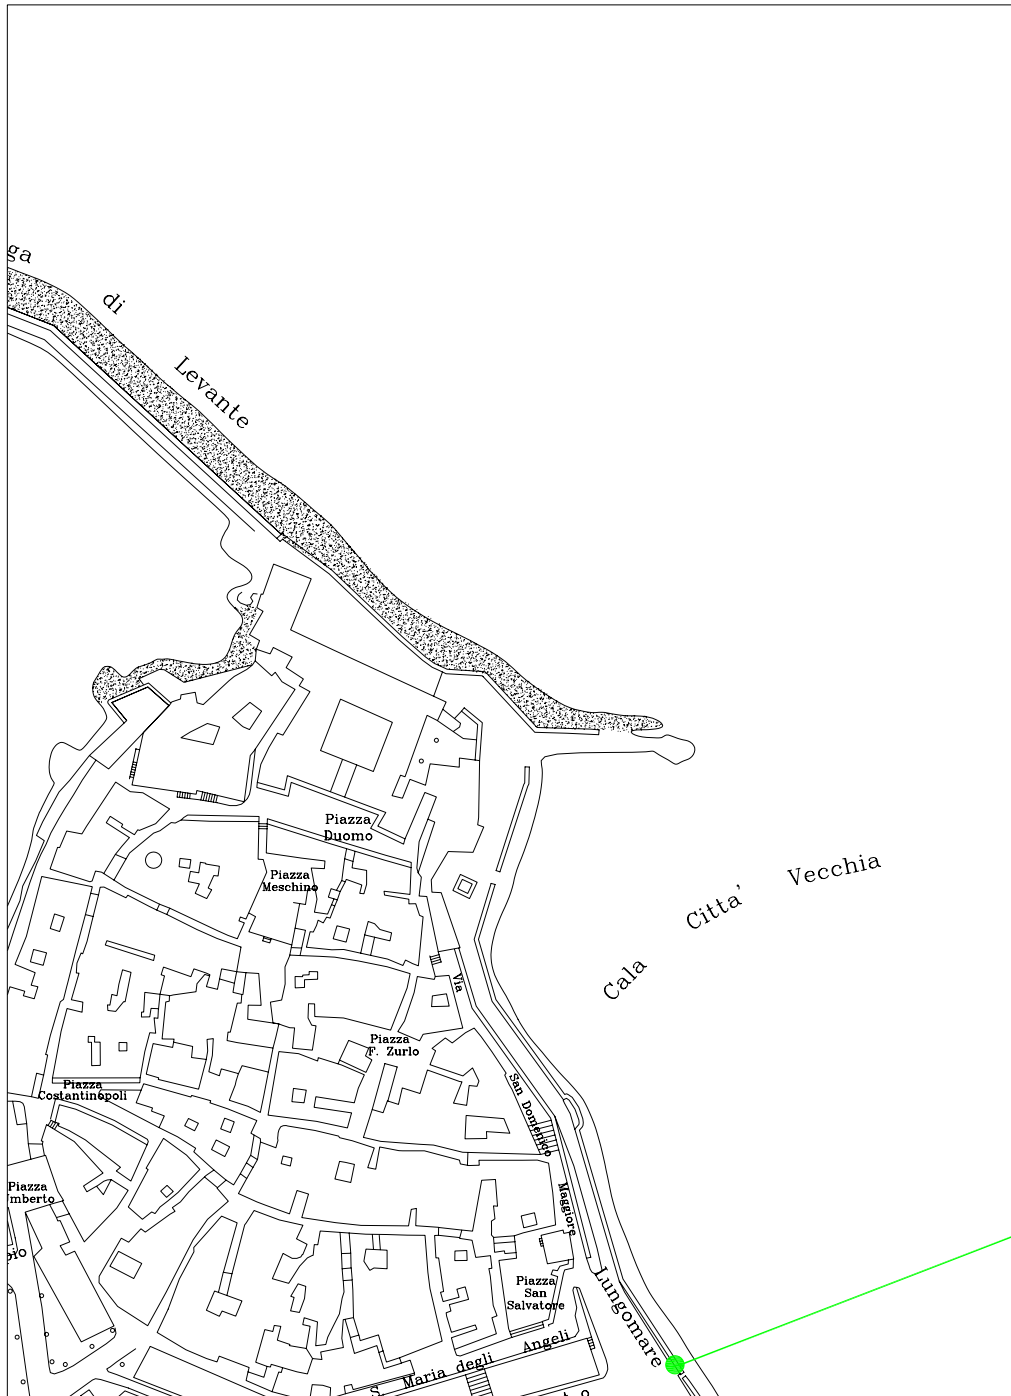 ga
di
Levante
Piazza
Duomo
Piazza
Meschino
Cala Citta' Vecchia
Via
San Domenico
Maggiore
Piazza
F. Zurlo
Piazza
Costantinopoli
Piazza
Umberto
Piazza
San
Salvatore
Lungomare
S. Maria degli Angeli